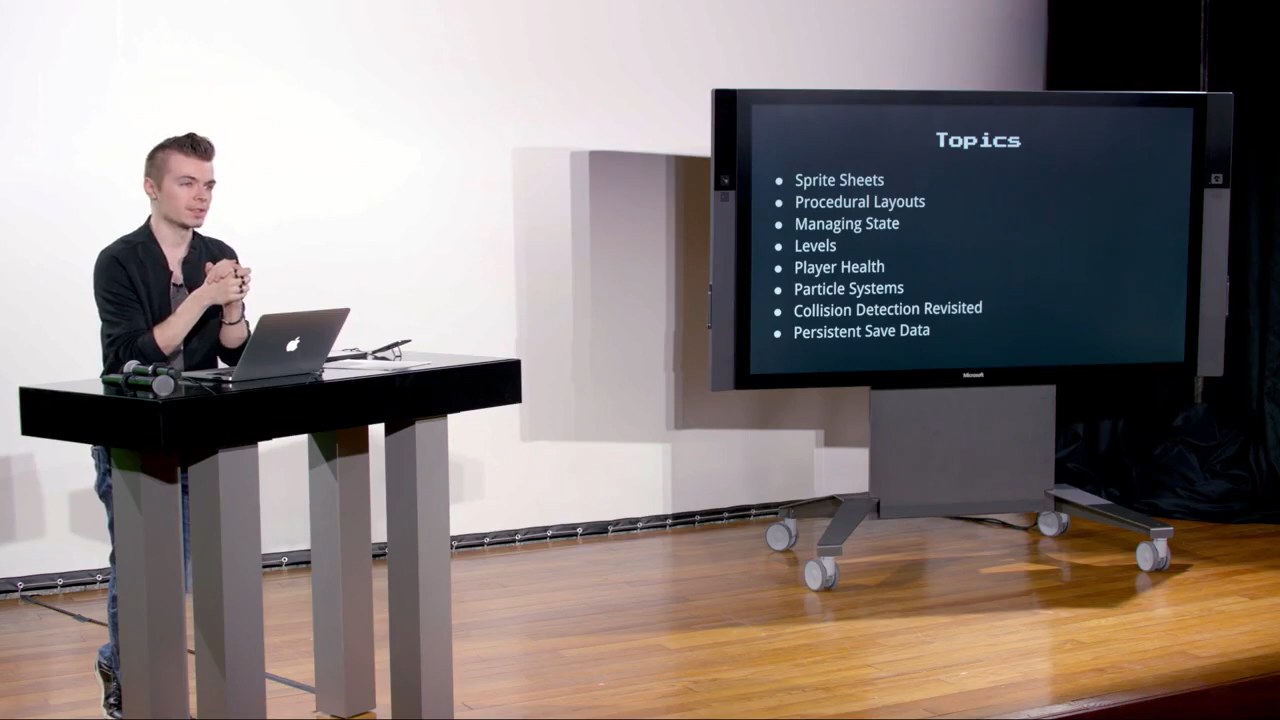 Topics
● Sprite Sheets
● Procedural Layouts
● Managing State
● Levels
● Player Health
● Particle Systems
● Collision Detection Revisited
● Persistent Save Data
Microsoft